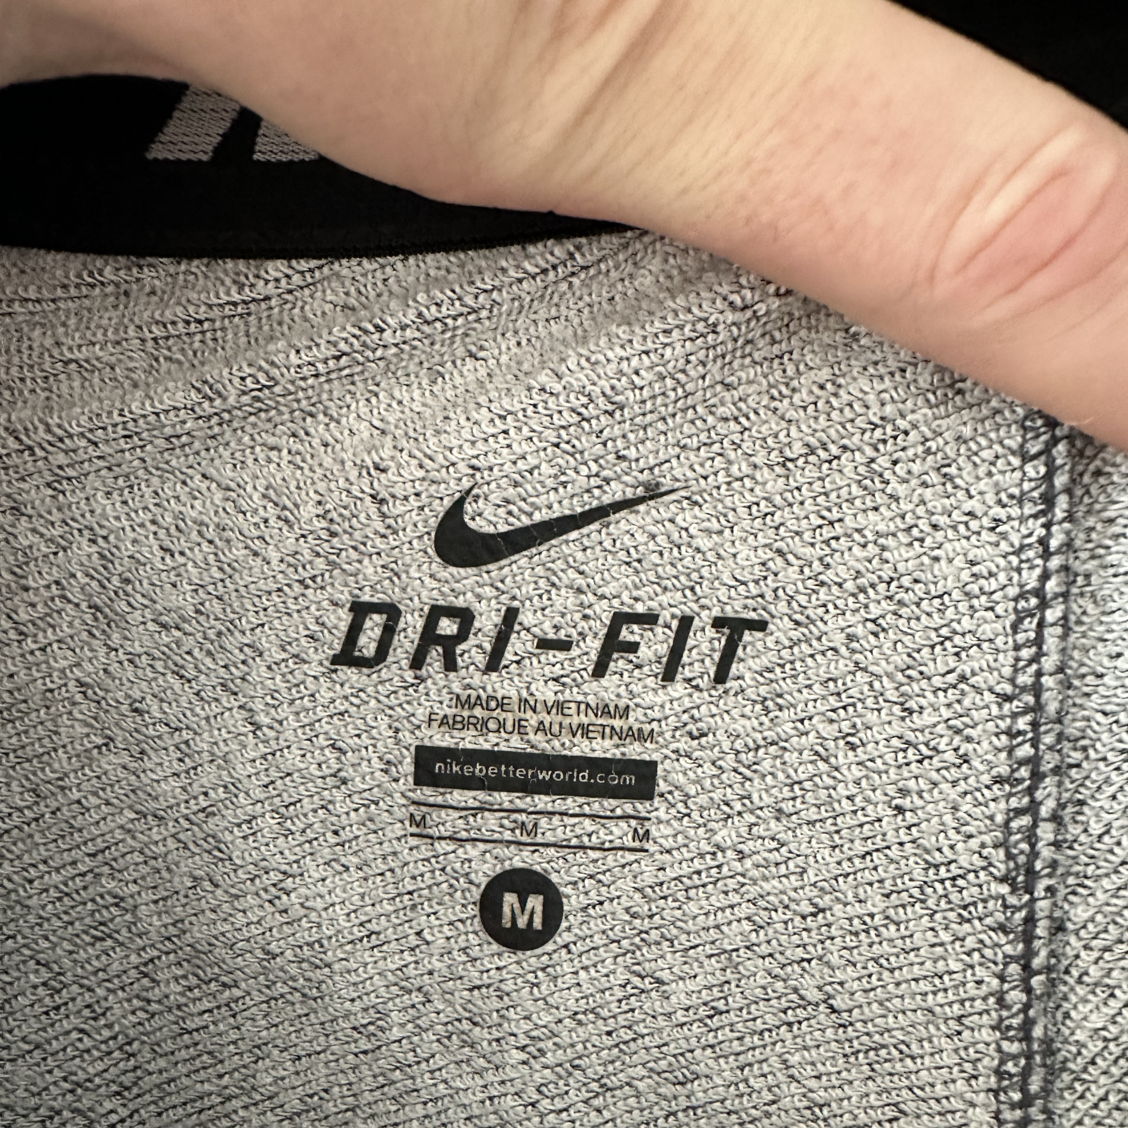 DRI-FIT
MADE IN VIETNAM
FABRIQUE AU VIETNAM
nikebetterworld.com
M M M
M